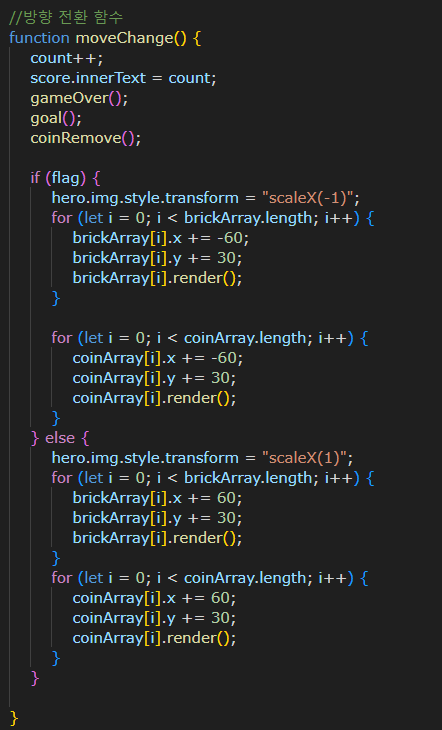 //방향 전환 함수
function moveChange() {
count++;
score.innerText = count;
gameOver();
goal();
coinRemove();
if (flag) {
hero.img.style.transform = "scaleX(-1)";
for (let i = 0; i < brickArray.length; i++) {
brickArray[i].x += -60;
brickArray[i].y += 30;
brickArray[i].render();
}
for (let i = 0; i < coinArray.length; i++) {
coinArray[i].x += -60;
coinArray[i].y += 30;
coinArray[i].render();
}
} else {
hero.img.style.transform = "scaleX(1)";
for (let i = 0; i < brickArray.length; i++) {
brickArray[i].x += 60;
brickArray[i].y += 30;
brickArray[i].render();
}
for (let i = 0; i < coinArray.length; i++) {
coinArray[i].x += 60;
coinArray[i].y += 30;
coinArray[i].render();
}
}
}